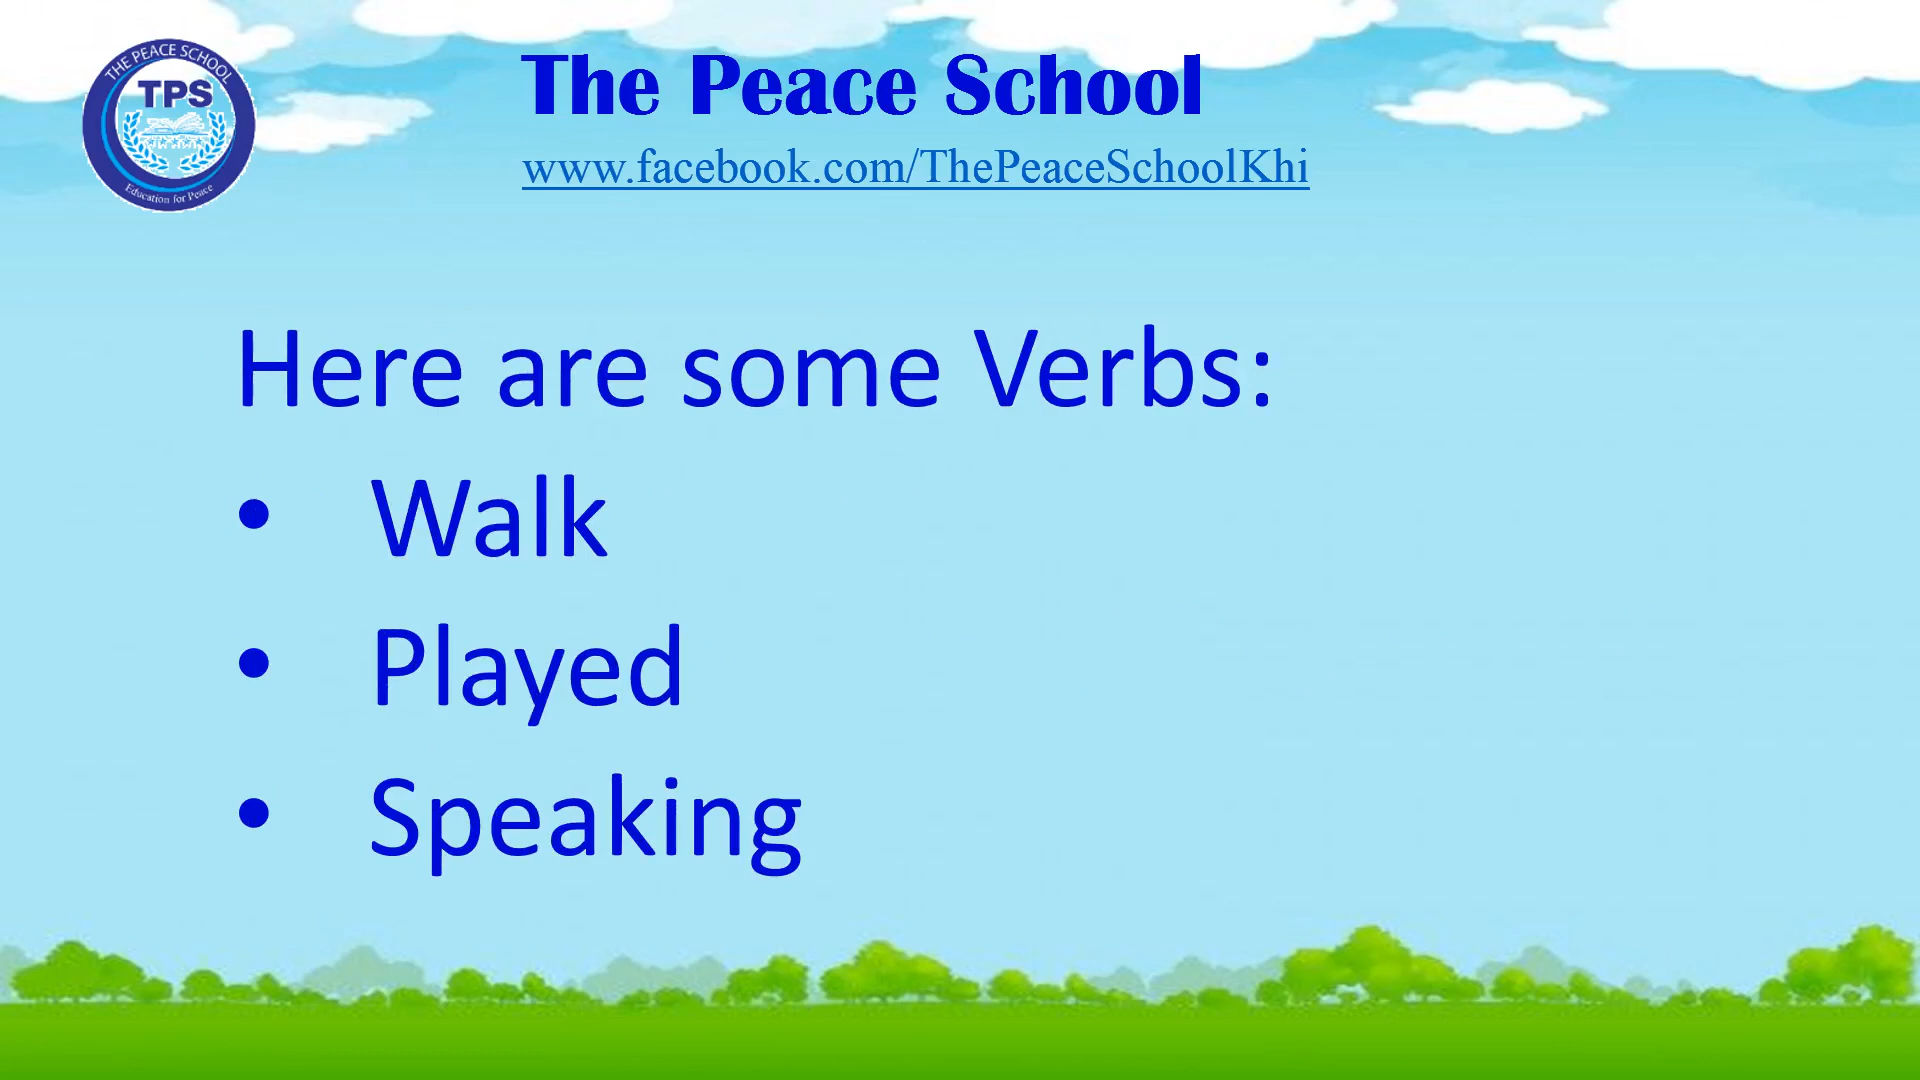 THE PEACE SCHOOL
TPS
Education for Peace
The Peace School
www.facebook.com/ThePeaceSchoolKhi
Here are some Verbs:
• Walk
• Played
• Speaking